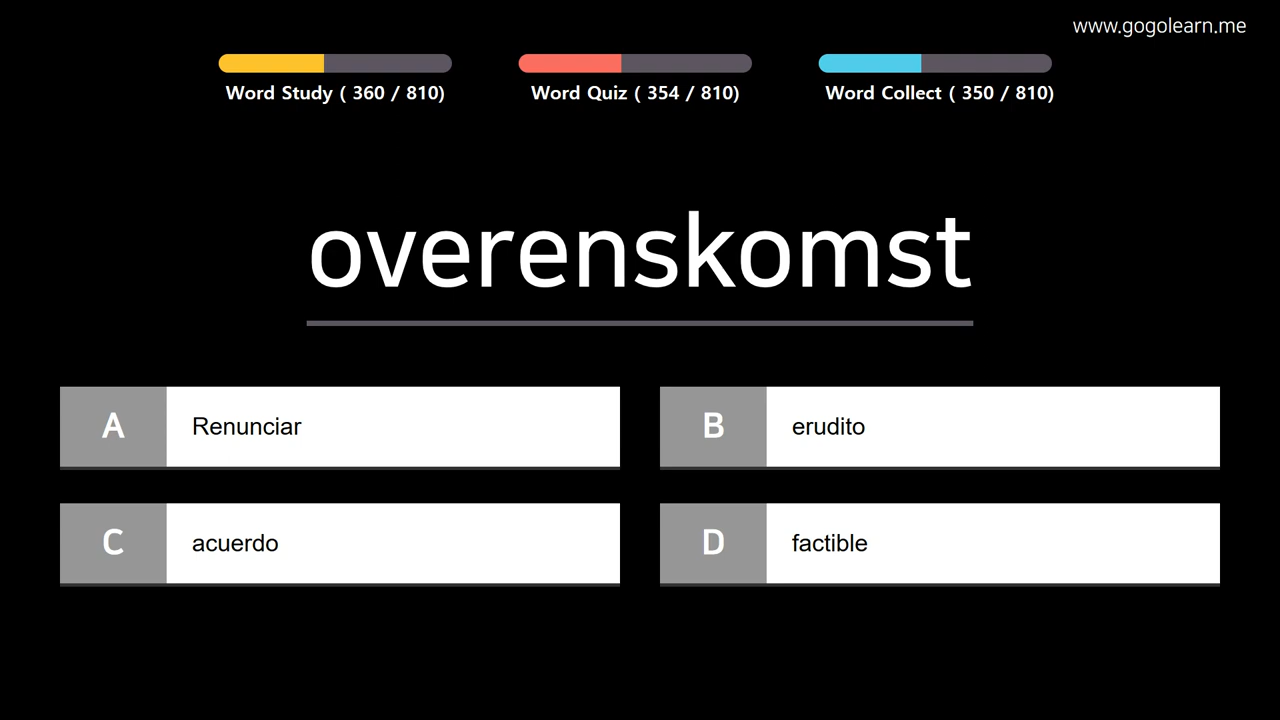 www.gogolearn.me
Word Study ( 360 / 810)
Word Quiz ( 354 / 810)
Word Collect ( 350 / 810)
overenskomst
A Renunciar
B erudito
C acuerdo
D factible